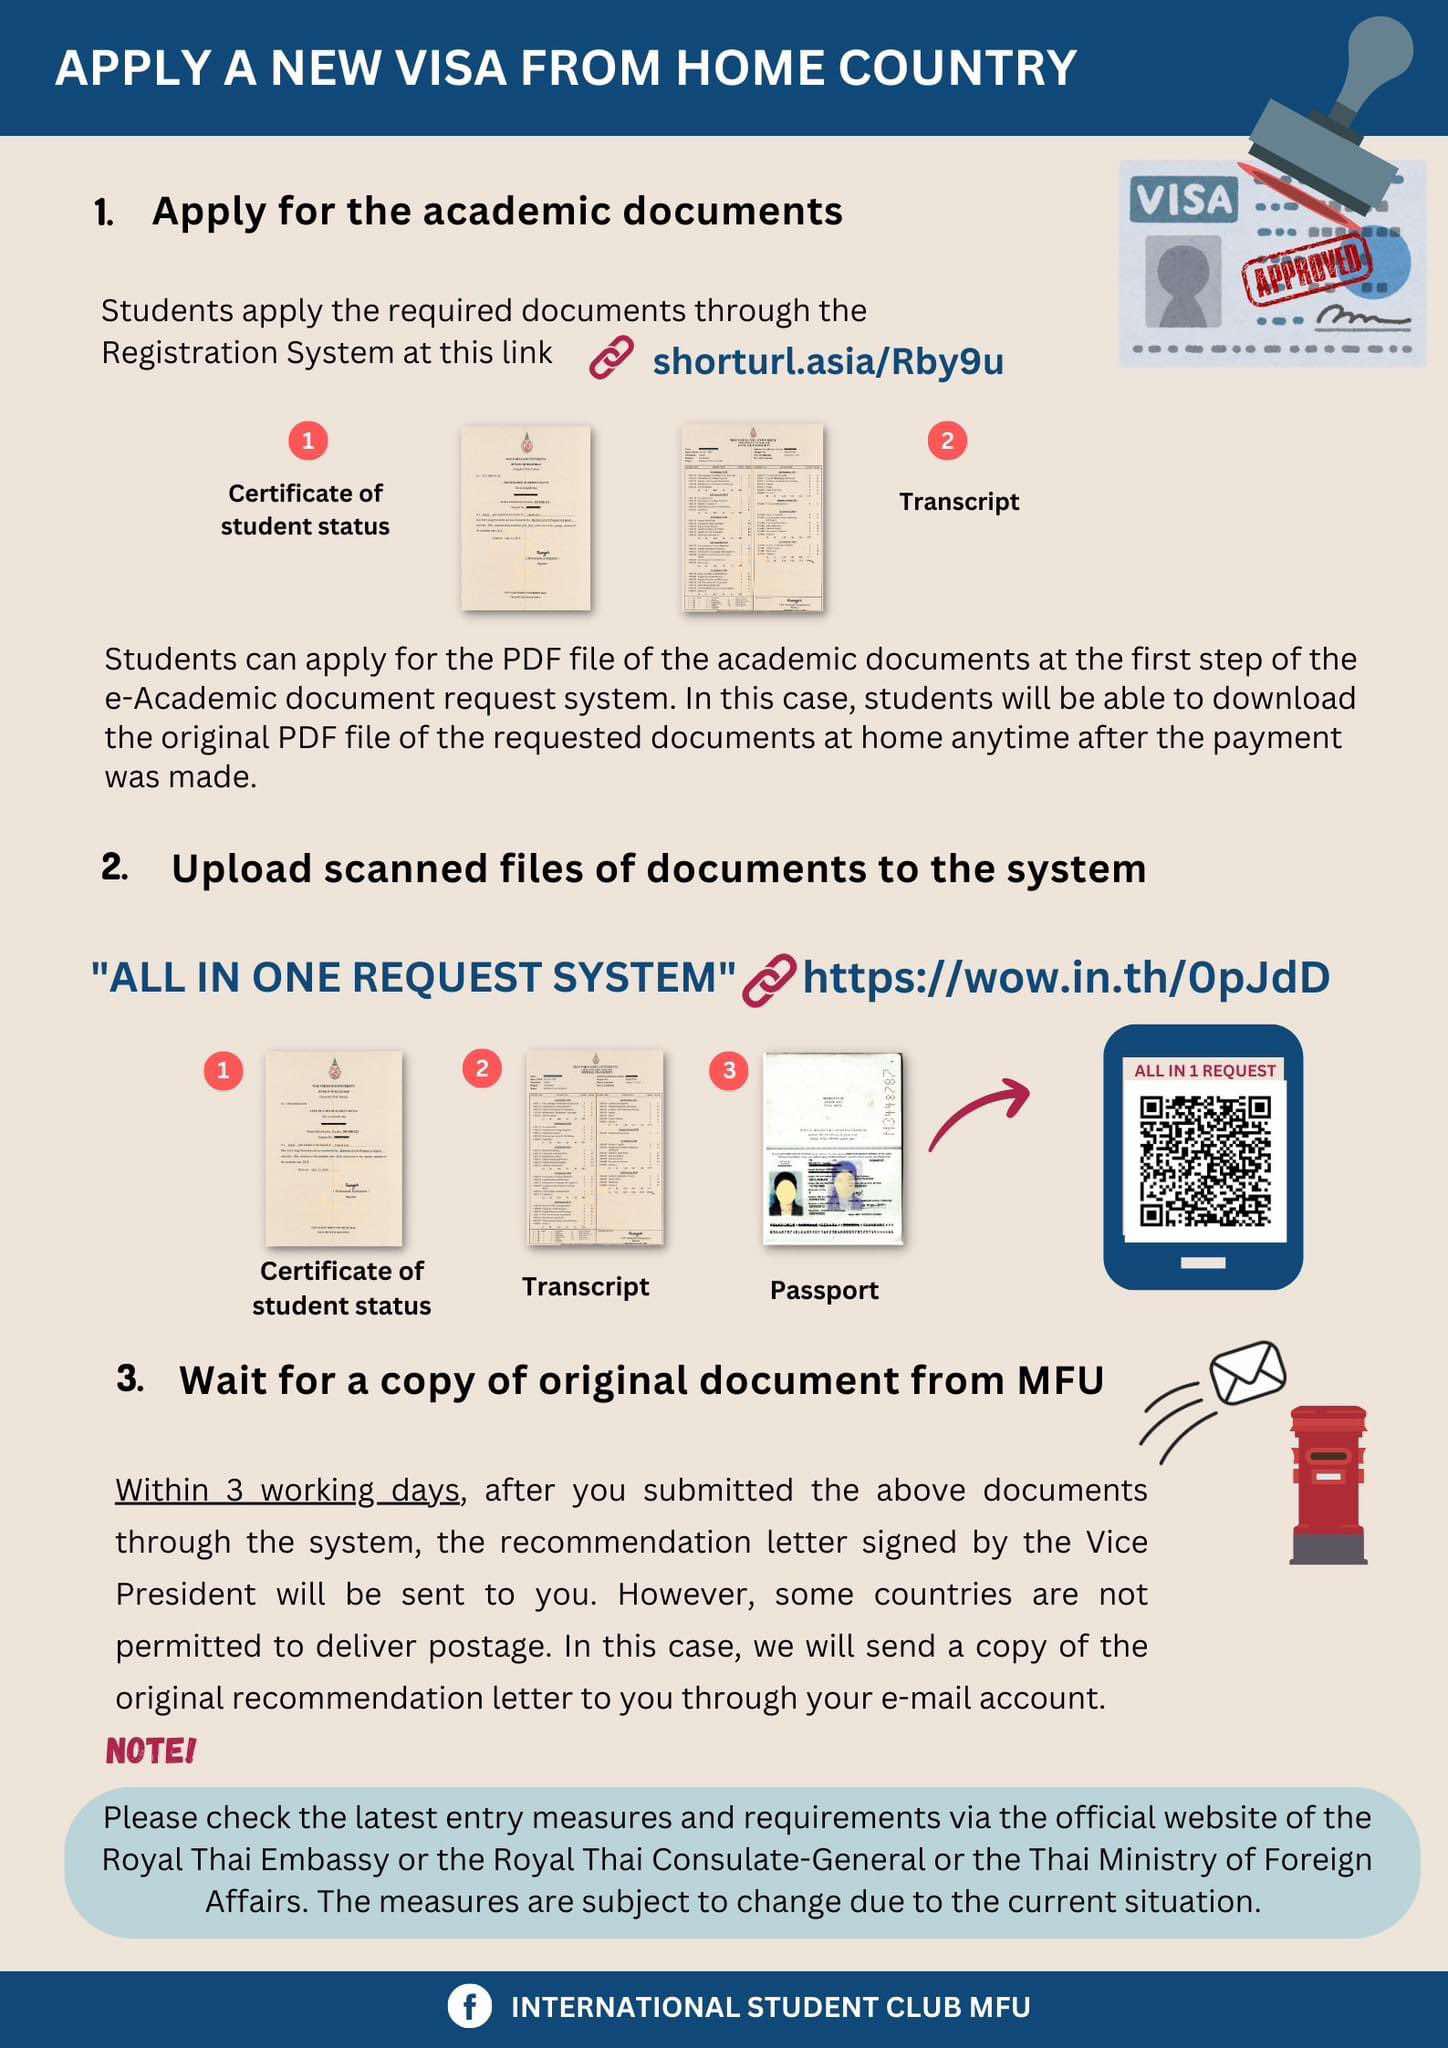 APPLY A NEW VISA FROM HOME COUNTRY
VISA
APPROVED
1. Apply for the academic documents
Students apply the required documents through the
Registration System at this link shorturl.asia/Rby9u
1
Certificate of
student status
2
Transcript
Students can apply for the PDF file of the academic documents at the first step of the
e-Academic document request system. In this case, students will be able to download
the original PDF file of the requested documents at home anytime after the payment
was made.
2. Upload scanned files of documents to the system
"ALL IN ONE REQUEST SYSTEM" https://wow.in.th/0pJdD
1
2
3
ALL IN 1 REQUEST
Certificate of
student status
Transcript
Passport
3. Wait for a copy of original document from MFU
Within 3 working days, after you submitted the above documents
through the system, the recommendation letter signed by the Vice
President will be sent to you. However, some countries are not
permitted to deliver postage. In this case, we will send a copy of the
original recommendation letter to you through your e-mail account.
NOTE!
Please check the latest entry measures and requirements via the official website of the
Royal Thai Embassy or the Royal Thai Consulate-General or the Thai Ministry of Foreign
Affairs. The measures are subject to change due to the current situation.
f INTERNATIONAL STUDENT CLUB MFU